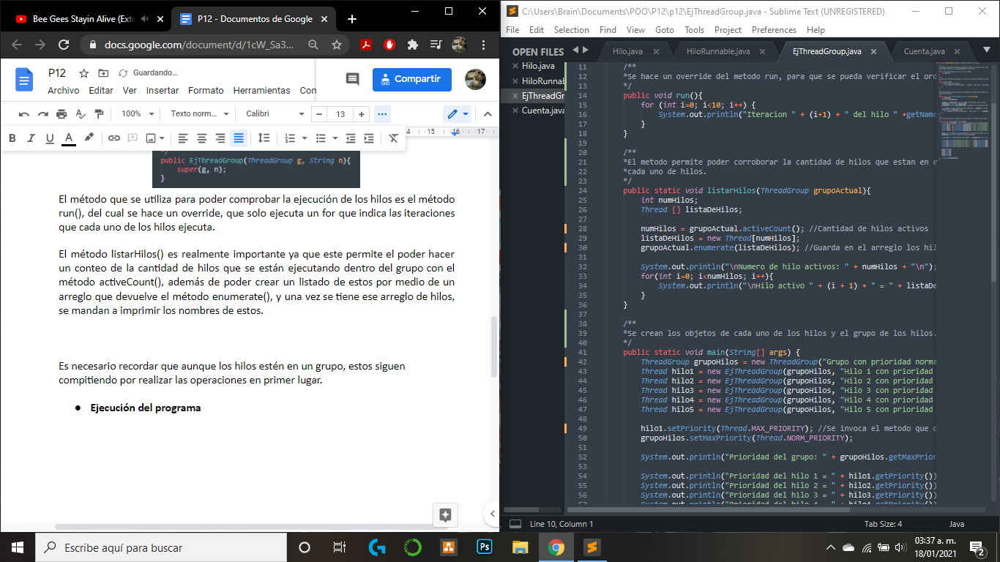 Bee Gees Stayin Alive (Exte
P12 - Documentos de Google
docs.google.com/document/d/1cW_Sa3...
P12
Guardando...
Archivo Editar Ver Insertar Formato Herramientas Com
Compartir
100% Texto norm... Calibri 13
B I U A
4 15 16 17
public EjThreadGroup(ThreadGroup g, String n){
super(g, n);
}
El método que se utiliza para poder comprobar la ejecución de los hilos es el método
run(), del cual se hace un override, que solo ejecuta un for que indica las iteraciones
que cada uno de los hilos ejecuta.
El método listarHilos() es realmente importante ya que este permite el poder hacer
un conteo de la cantidad de hilos que se están ejecutando dentro del grupo con el
método activeCount(), además de poder crear un listado de estos por medio de un
arreglo que devuelve el método enumerate(), y una vez se tiene ese arreglo de hilos,
se mandan a imprimir los nombres de estos.
Es necesario recordar que aunque los hilos estén en un grupo, estos siguen
compitiendo por realizar las operaciones en primer lugar.
● Ejecución del programa
C:\Users\Brain\Documents\POO\P12\p12\EjThreadGroup.java - Sublime Text (UNREGISTERED)
File Edit Selection Find View Goto Tools Project Preferences Help
OPEN FILES
Hilo.java
HiloRunnab
EjThreadGr
Cuenta.java
Hilo.java HiloRunnable.java EjThreadGroup.java Cuenta.java
11 /**
12 *Se hace un override del metodo run, para que se pueda verificar el ord
13 */
14 public void run(){
15 for (int i=0; i<10; i++) {
16 System.out.println("Iteracion " + (i+1) + " del hilo " +getName
17 }
18 }
19
20 /**
21 *El metodo permite poder corroborar la cantidad de hilos que estan en e
22 *cada uno de hilos.
23 */
24 public static void listarHilos(ThreadGroup grupoActual){
25 int numHilos;
26 Thread [] listaDeHilos;
27
28 numHilos = grupoActual.activeCount(); //Cantidad de hilos activos
29 listaDeHilos = new Thread[numHilos];
30 grupoActual.enumerate(listaDeHilos); //Guarda en el arreglo los hil
31
32 System.out.println("\nNumero de hilo activos: " + numHilos + "\n");
33 for(int i=0; i<numHilos; i++){
34 System.out.println("\nHilo activo " + (i + 1) + " = " + listaDe
35 }
36 }
37
38 /**
39 *Se crean los objetos de cada uno de los hilos y el grupo de los hilos.
40 */
41 public static void main(String[] args) {
42 ThreadGroup grupoHilos = new ThreadGroup("Grupo con prioridad norma
43 Thread hilo1 = new EjThreadGroup(grupoHilos, "Hilo 1 con prioridad
44 Thread hilo2 = new EjThreadGroup(grupoHilos, "Hilo 2 con prioridad
45 Thread hilo3 = new EjThreadGroup(grupoHilos, "Hilo 3 con prioridad
46 Thread hilo4 = new EjThreadGroup(grupoHilos, "Hilo 4 con prioridad
47 Thread hilo5 = new EjThreadGroup(grupoHilos, "Hilo 5 con prioridad
48
49 hilo1.setPriority(Thread.MAX_PRIORITY); //Se invoca el metodo que c
50 grupoHilos.setMaxPriority(Thread.NORM_PRIORITY);
51
52 System.out.println("Prioridad del grupo: " + grupoHilos.getMaxPrior
53
54 System.out.println("Prioridad del hilo 1 = " + hilo1.getPriority())
55 System.out.println("Prioridad del hilo 2 = " + hilo2.getPriority())
56 System.out.println("Prioridad del hilo 3 = " + hilo3.getPriority())
57 System.out.println("Prioridad del hilo 4 = " + hilo4.getPriority())
Line 10, Column 1 Tab Size: 4 Java
Escribe aquí para buscar
Ps
03:37 a. m.
18/01/2021
2